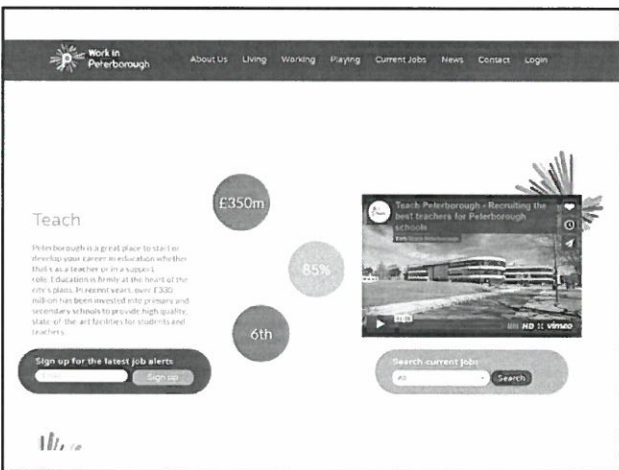 Work in
Peterborough
About Us Living Working Playing Current Jobs News Contact Login
Teach
Peterborough is a great place to start or
develop your career in education whether
that's as a teacher or in a support
role. Education is firmly at the heart of the
city's plans. In recent years, over £330
million has been invested into primary and
secondary schools to provide high quality,
state-of-the-art facilities for students and
teachers.
£350m
85%
6th
Teach Peterborough - Recruiting the
best teachers for Peterborough
schools
HD vimeo
Sign up for the latest job alerts
Sign up
Search current jobs
All
Search